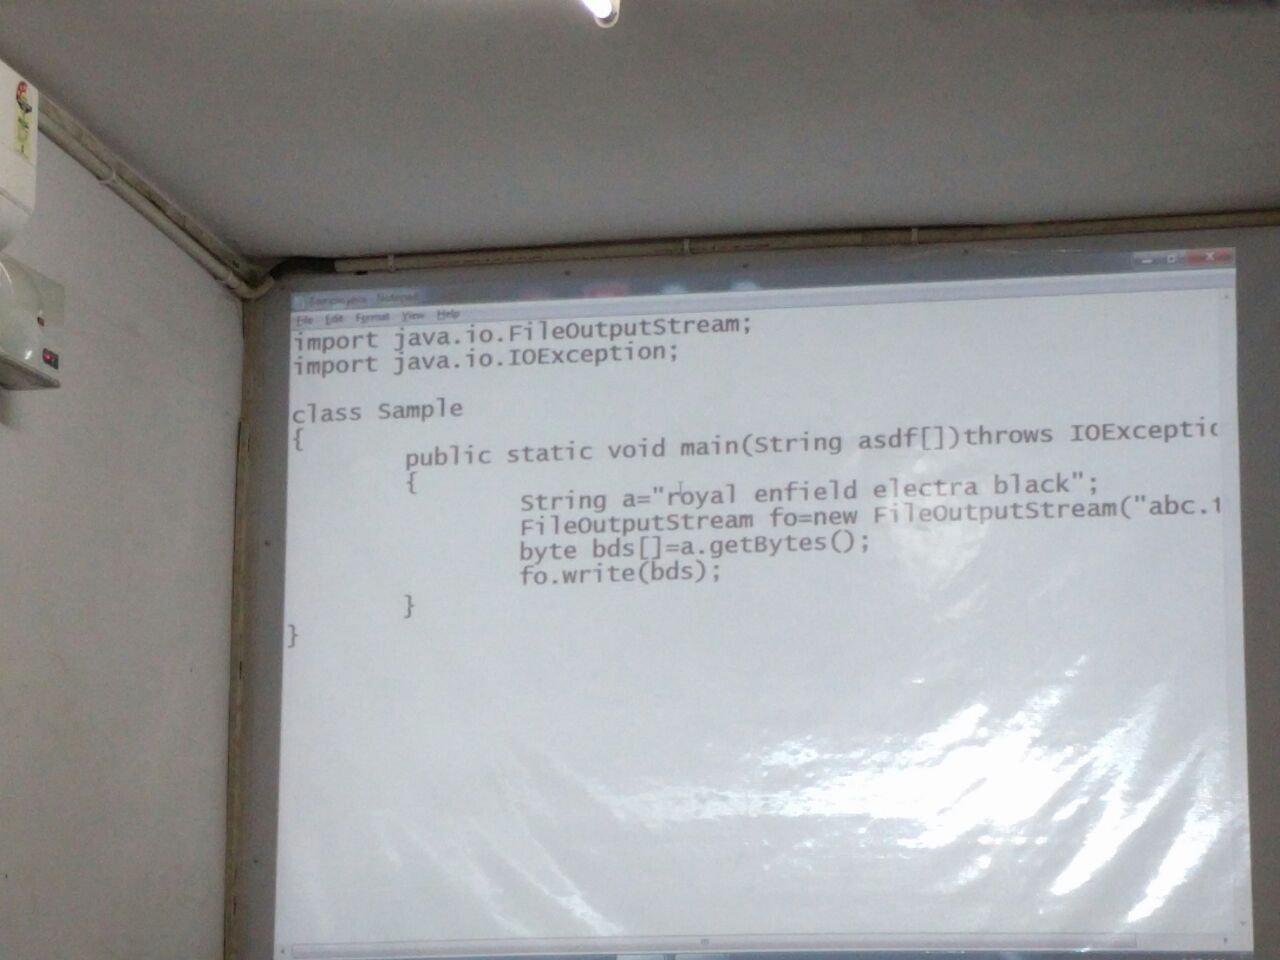 Sample.java - Notepad
File Edit Format View Help
import java.io.FileOutputStream;
import java.io.IOException;
class Sample
{
public static void main(String asdf[])throws IOExceptic
{
String a="royal enfield electra black";
FileOutputStream fo=new FileOutputStream("abc.1
byte bds[]=a.getBytes();
fo.write(bds);
}
}